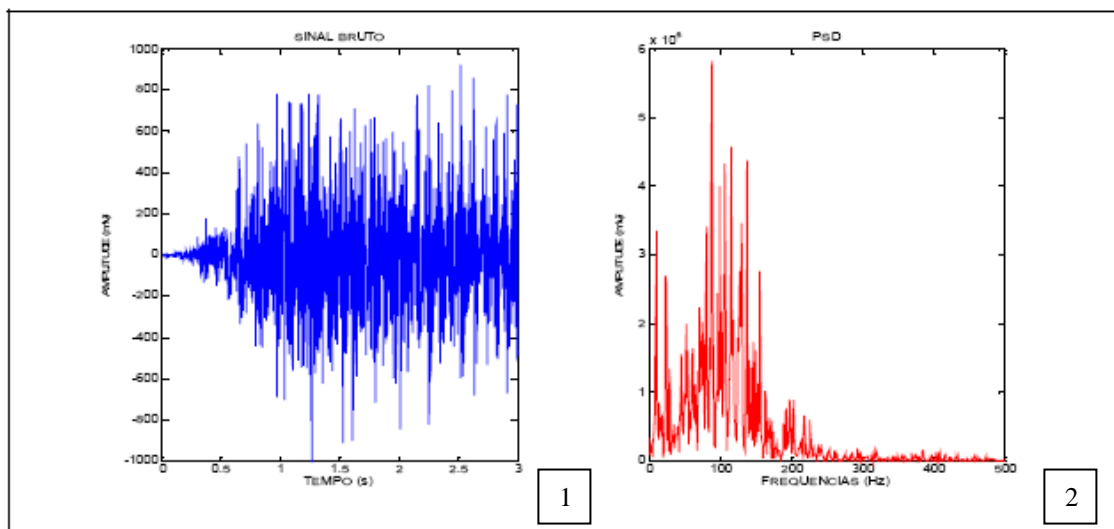 SINAL BRUTO
1000
800
600
400
200
0
-200
-400
-600
-800
-1000
AMPLITUDE (mV)
0 0.5 1 1.5 2 2.5 3
TEMPO (s)
1
PSD
x 10
6
5
4
3
2
1
0
AMPLITUDE (mV)
0 100 200 300 400 500
FREQUENCIAS (Hz)
2